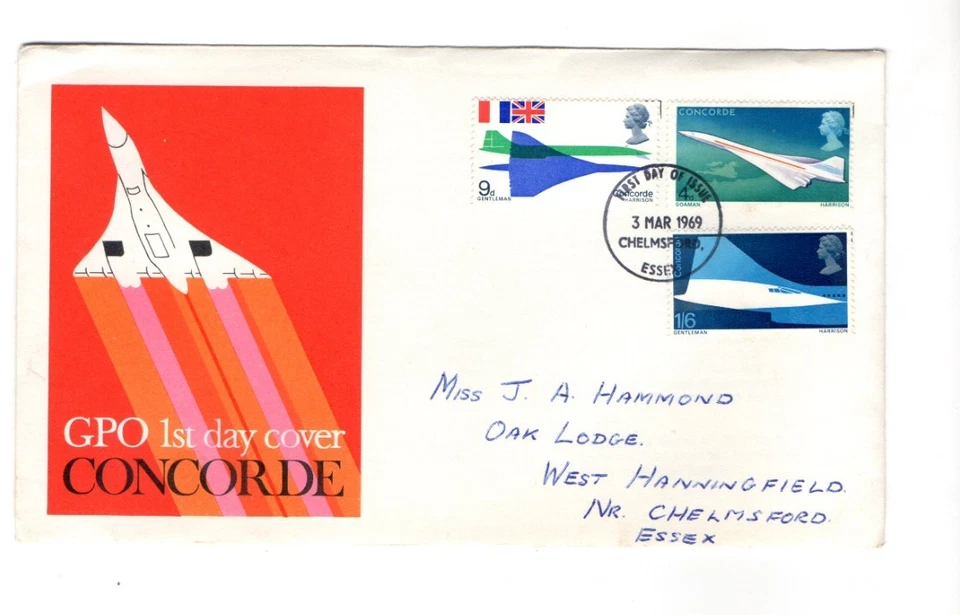 GPO 1st day cover
CONCORDE
9d
Concorde
GENTLEMAN HARRISON
CONCORDE
4d
GOAMAN HARRISON
Concorde
1/6
GENTLEMAN HARRISON
FIRST DAY OF ISSUE
3 MAR 1969
CHELMSFORD,
ESSEX
MISS J. A. HAMMOND
OAK LODGE.
WEST HANNINGFIELD.
NR. CHELMSFORD.
ESSEX